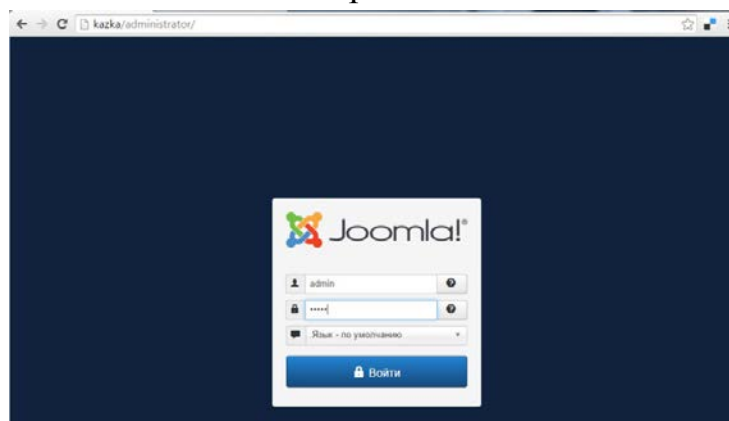 kazka/administrator/
Joomla!®
admin
•••••
Язык - по умолчанию
Войти